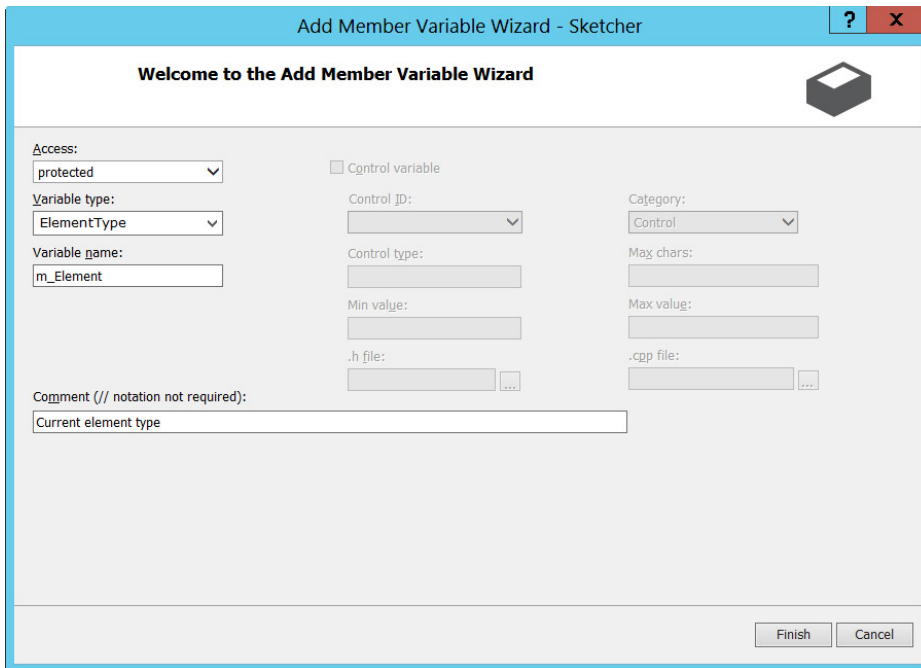 Add Member Variable Wizard - Sketcher
?
X
Welcome to the Add Member Variable Wizard
Access:
protected
Control variable
Variable type:
Control ID:
Category:
ElementType
Control
Variable name:
Control type:
Max chars:
m_Element
Min value:
Max value:
.h file:
.cpp file:
...
...
Comment (// notation not required):
Current element type
Finish
Cancel